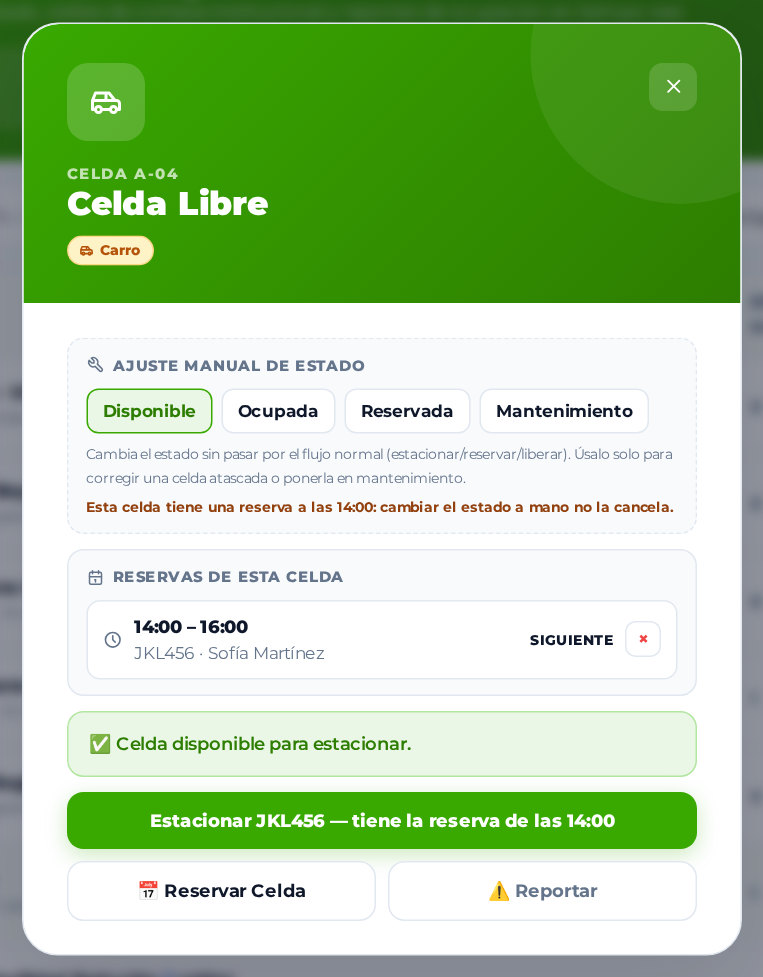 CELDA A-04
Celda Libre
Carro
AJUSTE MANUAL DE ESTADO
Disponible
Ocupada
Reservada
Mantenimiento
Cambia el estado sin pasar por el flujo normal (estacionar/reservar/liberar). Úsalo solo para
corregir una celda atascada o ponerla en mantenimiento.
Esta celda tiene una reserva a las 14:00: cambiar el estado a mano no la cancela.
RESERVAS DE ESTA CELDA
14:00 – 16:00
JKL456 · Sofía Martínez
SIGUIENTE
✅ Celda disponible para estacionar.
Estacionar JKL456 — tiene la reserva de las 14:00
📅 Reservar Celda
⚠️ Reportar